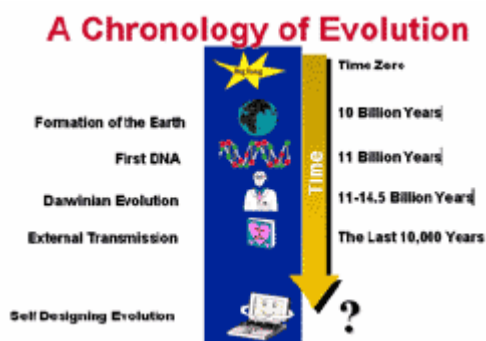 A Chronology of Evolution
Big Bang
Time Zero
Formation of the Earth
10 Billion Years
First DNA
11 Billion Years
Time
Darwinian Evolution
11-14.5 Billion Years
External Transmission
The Last 10,000 Years
Self Designing Evolution
?